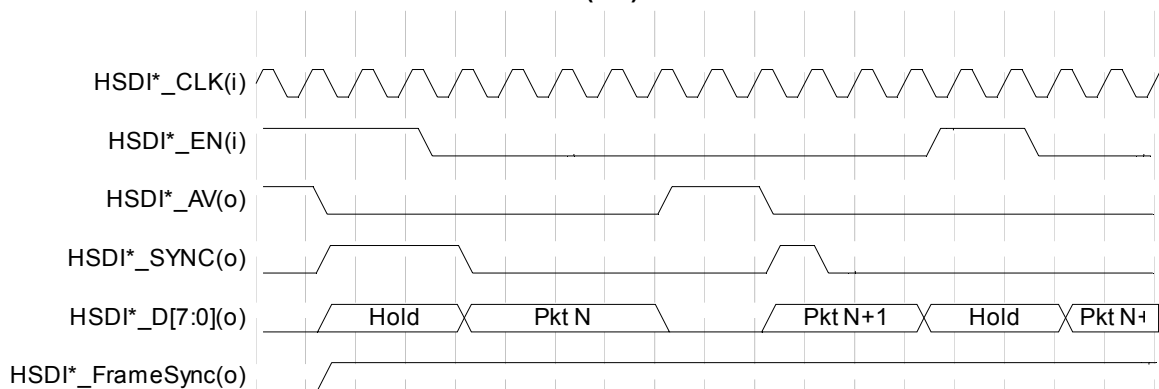 HSDI*_CLK(i)
HSDI*_EN(i)
HSDI*_AV(o)
HSDI*_SYNC(o)
HSDI*_D[7:0](o) Hold Pkt N Pkt N+1 Hold Pkt N+
HSDI*_FrameSync(o)